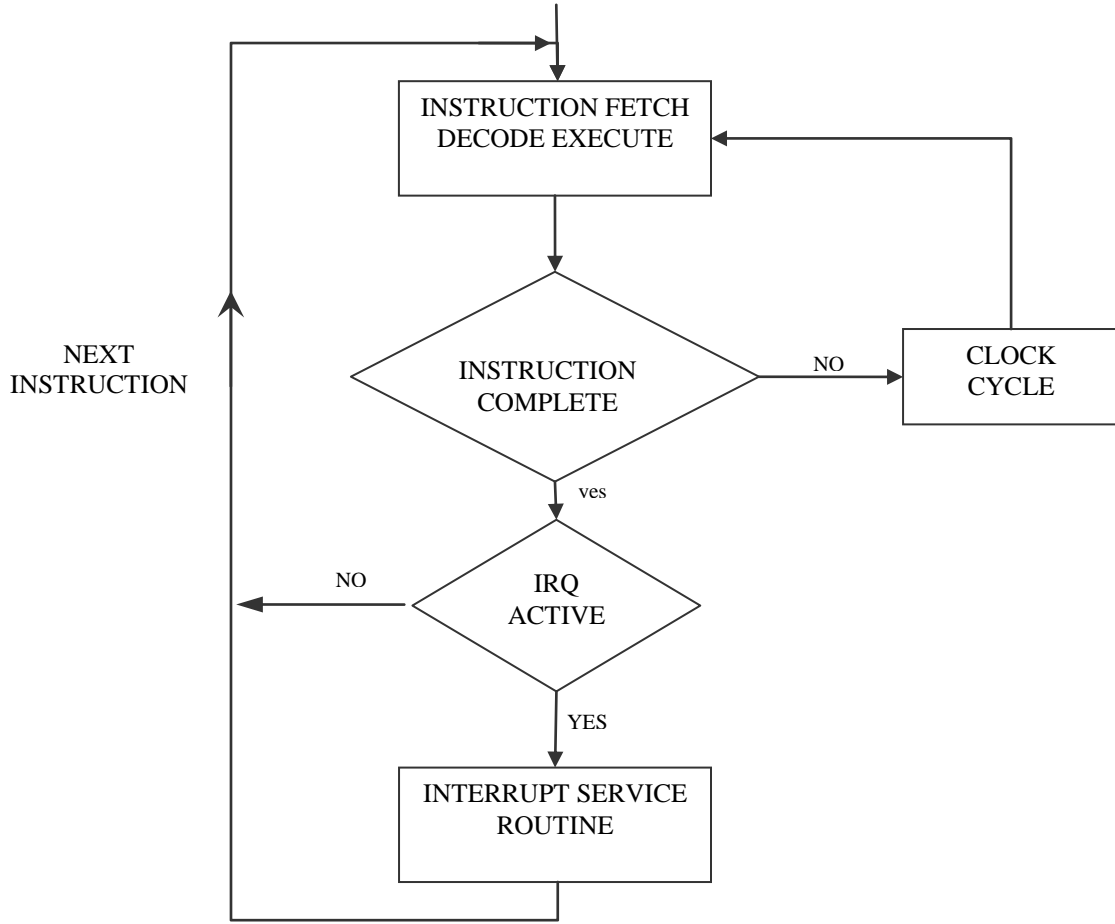 INSTRUCTION FETCH
DECODE EXECUTE
NEXT
INSTRUCTION
INSTRUCTION
COMPLETE
NO
CLOCK
CYCLE
ves
NO
IRQ
ACTIVE
YES
INTERRUPT SERVICE
ROUTINE